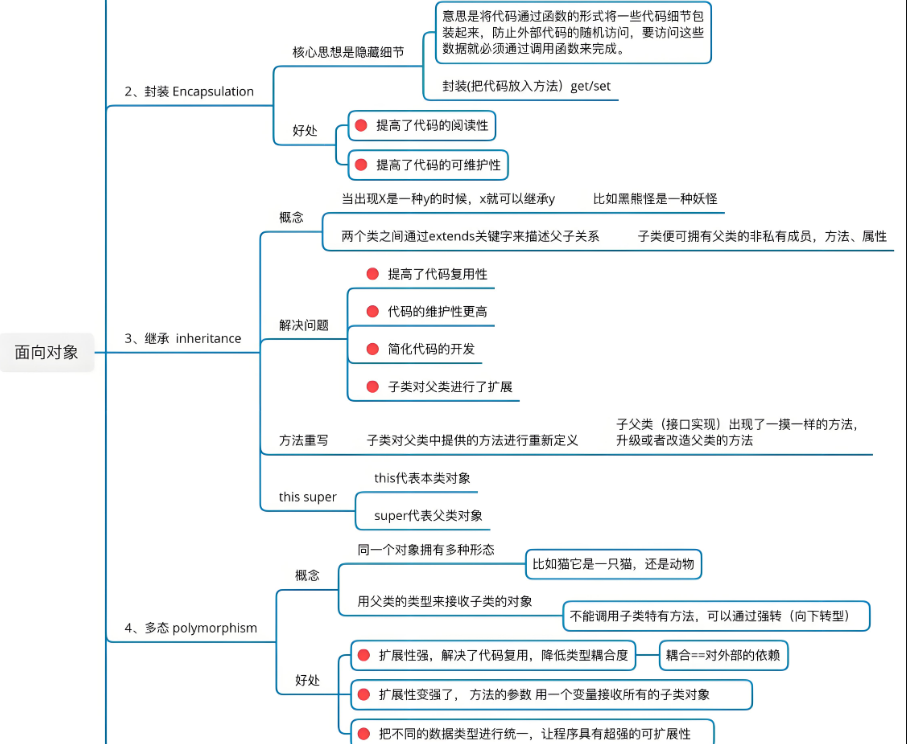 面向对象
2、封装 Encapsulation
核心思想是隐藏细节
意思是将代码通过函数的形式将一些代码细节包
装起来，防止外部代码的随机访问，要访问这些
数据就必须通过调用函数来完成。
封装(把代码放入方法）get/set
好处
提高了代码的阅读性
提高了代码的可维护性
3、继承 inheritance
概念
当出现X是一种y的时候，x就可以继承y
比如黑熊怪是一种妖怪
两个类之间通过extends关键字来描述父子关系
子类便可拥有父类的非私有成员，方法、属性
解决问题
提高了代码复用性
代码的维护性更高
简化代码的开发
子类对父类进行了扩展
方法重写
子类对父类中提供的方法进行重新定义
子父类（接口实现）出现了一摸一样的方法，
升级或者改造父类的方法
this super
this代表本类对象
super代表父类对象
4、多态 polymorphism
概念
同一个对象拥有多种形态
比如猫它是一只猫，还是动物
用父类的类型来接收子类的对象
不能调用子类特有方法，可以通过强转（向下转型）
好处
扩展性强，解决了代码复用，降低类型耦合度
耦合==对外部的依赖
扩展性变强了， 方法的参数 用一个变量接收所有的子类对象
把不同的数据类型进行统一，让程序具有超强的可扩展性